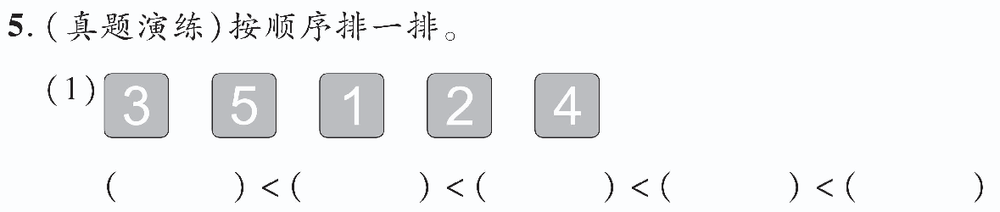 5.(真题演练)按顺序排一排。
(1) 3 5 1 2 4
(  )<(  )<(  )<(  )<(  )